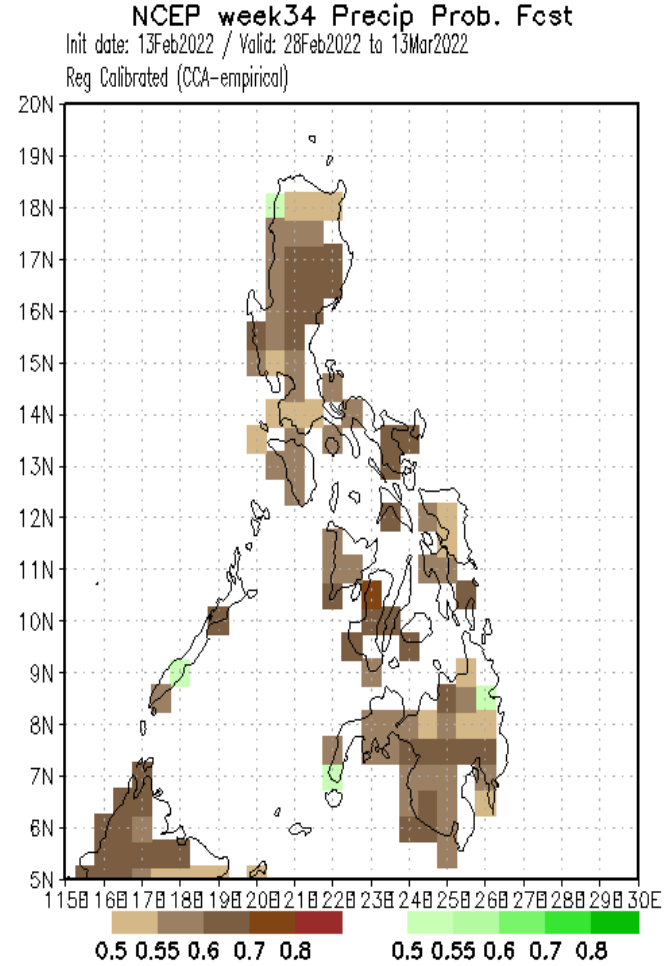 NCEP week34 Precip Prob. Fcst
Init date: 13Feb2022 / Valid: 28Feb2022 to 13Mar2022
Reg Calibrated (CCA-empirical)
20N
19N
18N
17N
16N
15N
14N
13N
12N
11N
10N
9N
8N
7N
6N
5N
115E 116E 117E 118E 119E 120E 121E 122E 123E 124E 125E 126E 127E 128E 129E 130E
0.5 0.55 0.6 0.7 0.8 0.5 0.55 0.6 0.7 0.8